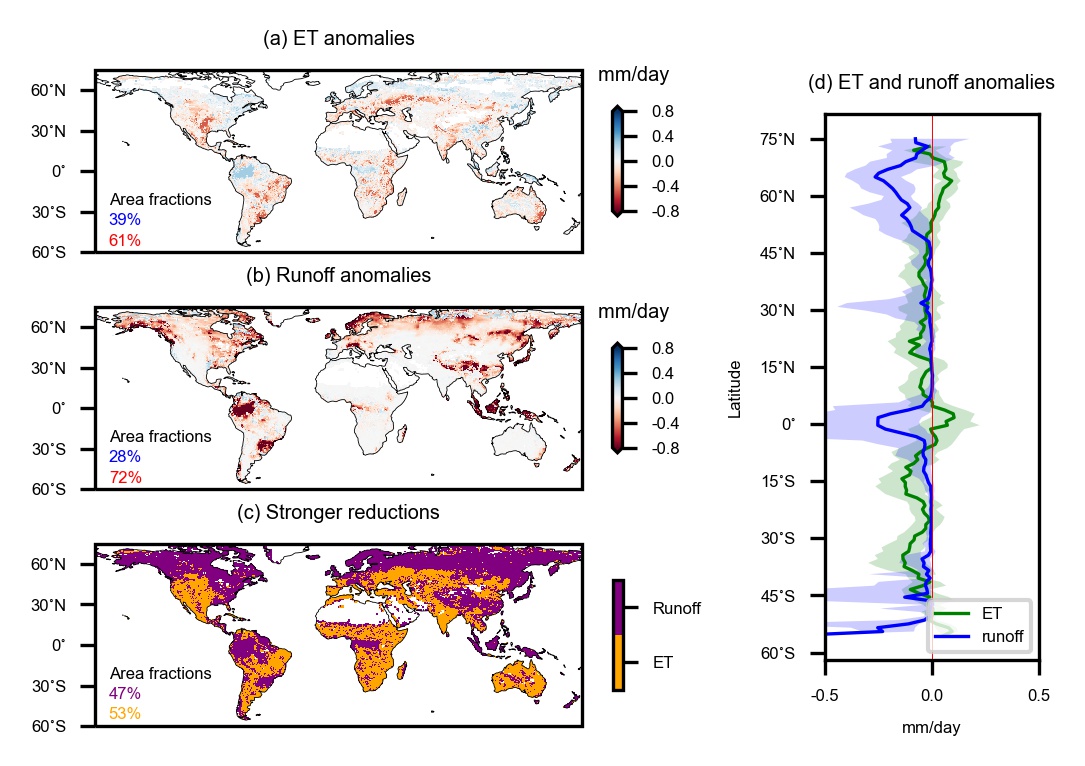 (a) ET anomalies
mm/day
60°N
30°N
0°
30°S
60°S
Area fractions
39%
61%
0.8
0.4
0.0
-0.4
-0.8
(b) Runoff anomalies
mm/day
60°N
30°N
0°
30°S
60°S
Area fractions
28%
72%
0.8
0.4
0.0
-0.4
-0.8
(c) Stronger reductions
60°N
30°N
0°
30°S
60°S
Area fractions
47%
53%
Runoff
ET
(d) ET and runoff anomalies
Latitude
75°N
60°N
45°N
30°N
15°N
0°
15°S
30°S
45°S
60°S
ET
runoff
-0.5
0.0
0.5
mm/day